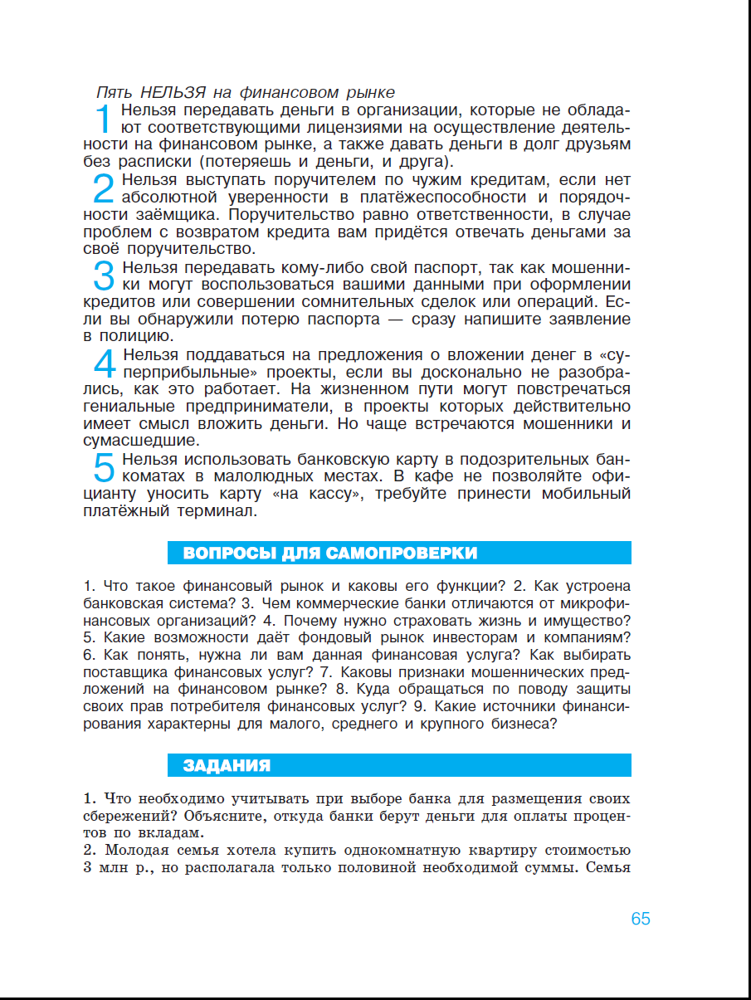 Пять НЕЛЬЗЯ на финансовом рынке
1 Нельзя передавать деньги в организации, которые не облада-
ют соответствующими лицензиями на осуществление деятель-
ности на финансовом рынке, а также давать деньги в долг друзьям
без расписки (потеряешь и деньги, и друга).
2 Нельзя выступать поручителем по чужим кредитам, если нет
абсолютной уверенности в платёжеспособности и порядоч-
ности заёмщика. Поручительство равно ответственности, в случае
проблем с возвратом кредита вам придётся отвечать деньгами за
своё поручительство.
3 Нельзя передавать кому-либо свой паспорт, так как мошенни-
ки могут воспользоваться вашими данными при оформлении
кредитов или совершении сомнительных сделок или операций. Ес-
ли вы обнаружили потерю паспорта — сразу напишите заявление
в полицию.
4 Нельзя поддаваться на предложения о вложении денег в «су-
перприбыльные» проекты, если вы досконально не разобра-
лись, как это работает. На жизненном пути могут повстречаться
гениальные предприниматели, в проекты которых действительно
имеет смысл вложить деньги. Но чаще встречаются мошенники и
сумасшедшие.
5 Нельзя использовать банковскую карту в подозрительных бан-
коматах в малолюдных местах. В кафе не позволяйте офи-
цианту уносить карту «на кассу», требуйте принести мобильный
платёжный терминал.
ВОПРОСЫ ДЛЯ САМОПРОВЕРКИ
1. Что такое финансовый рынок и каковы его функции? 2. Как устроена
банковская система? 3. Чем коммерческие банки отличаются от микрофи-
нансовых организаций? 4. Почему нужно страховать жизнь и имущество?
5. Какие возможности даёт фондовый рынок инвесторам и компаниям?
6. Как понять, нужна ли вам данная финансовая услуга? Как выбирать
поставщика финансовых услуг? 7. Каковы признаки мошеннических пред-
ложений на финансовом рынке? 8. Куда обращаться по поводу защиты
своих прав потребителя финансовых услуг? 9. Какие источники финанси-
рования характерны для малого, среднего и крупного бизнеса?
ЗАДАНИЯ
1. Что необходимо учитывать при выборе банка для размещения своих
сбережений? Объясните, откуда банки берут деньги для оплаты процен-
тов по вкладам.
2. Молодая семья хотела купить однокомнатную квартиру стоимостью
3 млн р., но располагала только половиной необходимой суммы. Семья
65